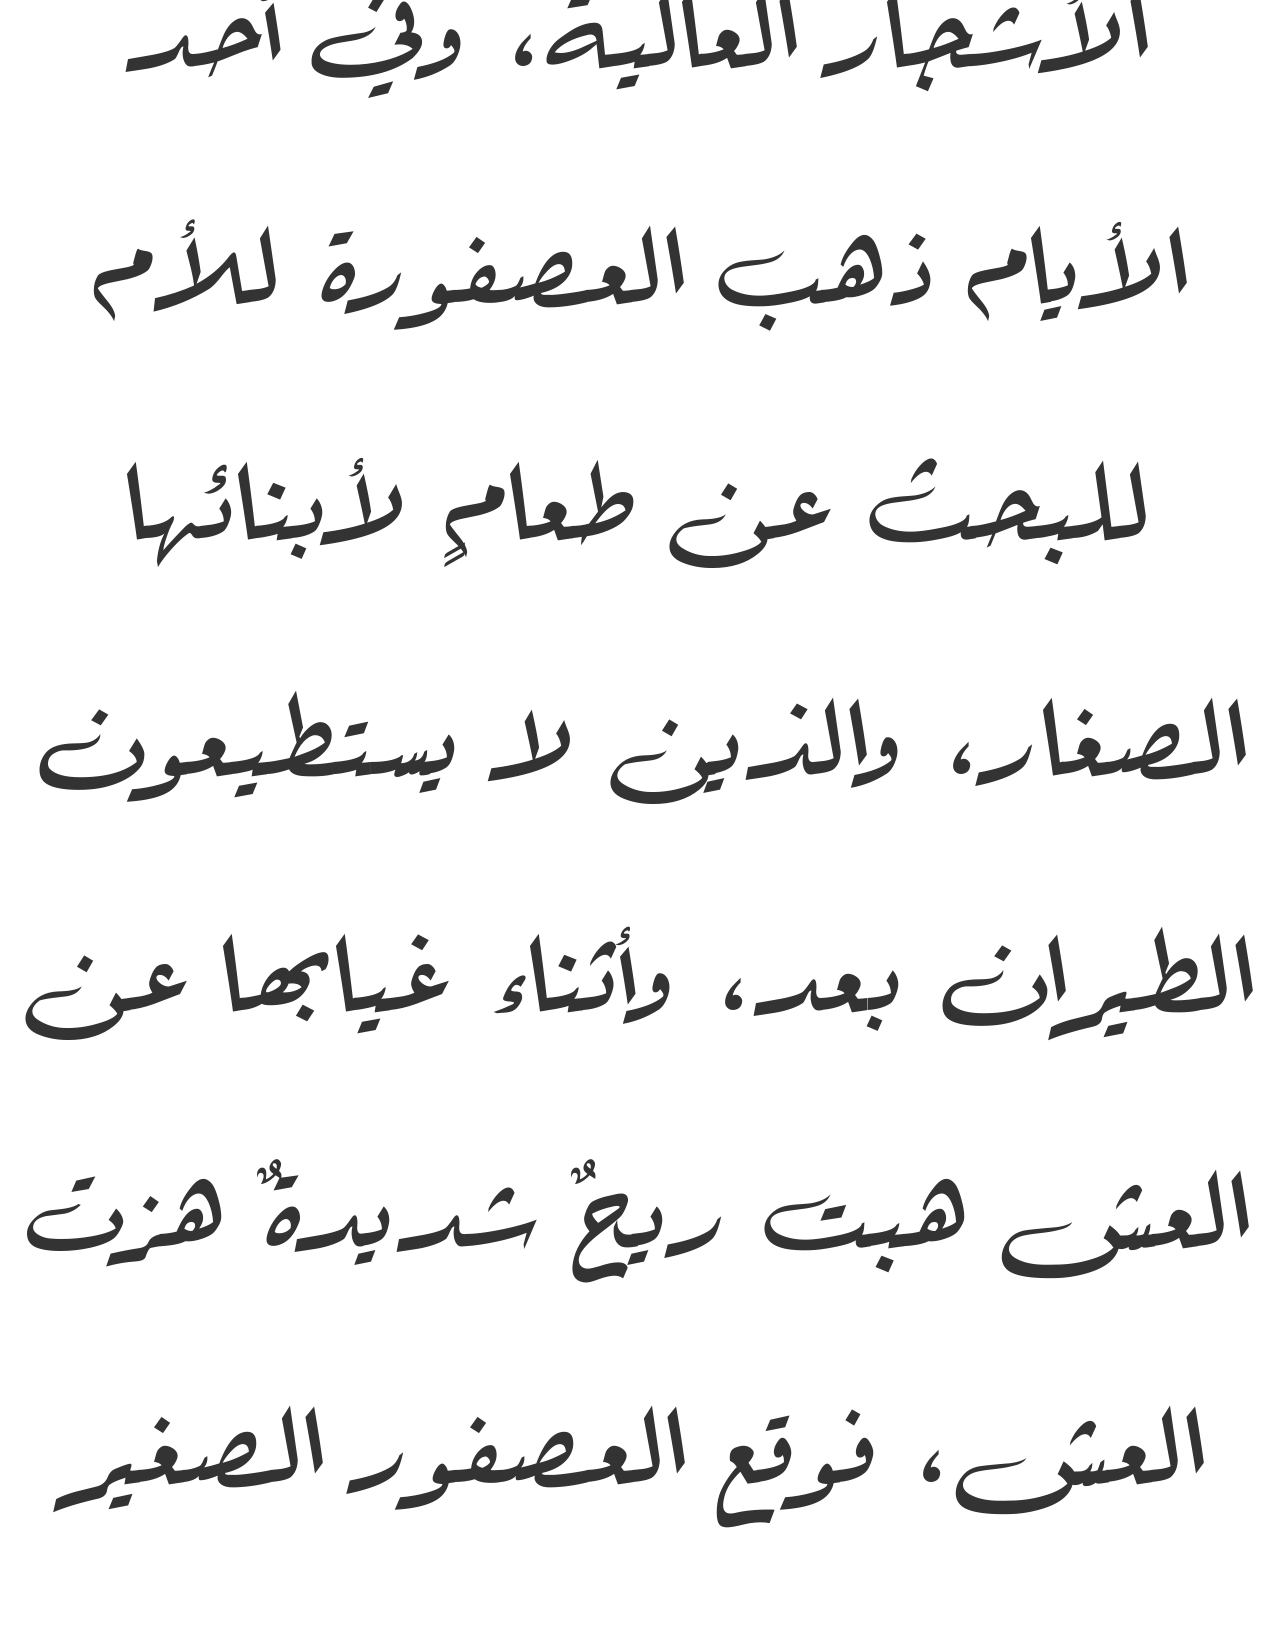 الأشجار العالية، وفي أحد
الأيام ذهب العصفورة للأم
للبحث عن طعامٍ لأبنائها
الصغار، والذين لا يستطيعون
الطيران بعد، وأثناء غيابها عن
العش هبت ريحٌ شديدةٌ هزت
العش، فوقع العصفور الصغير